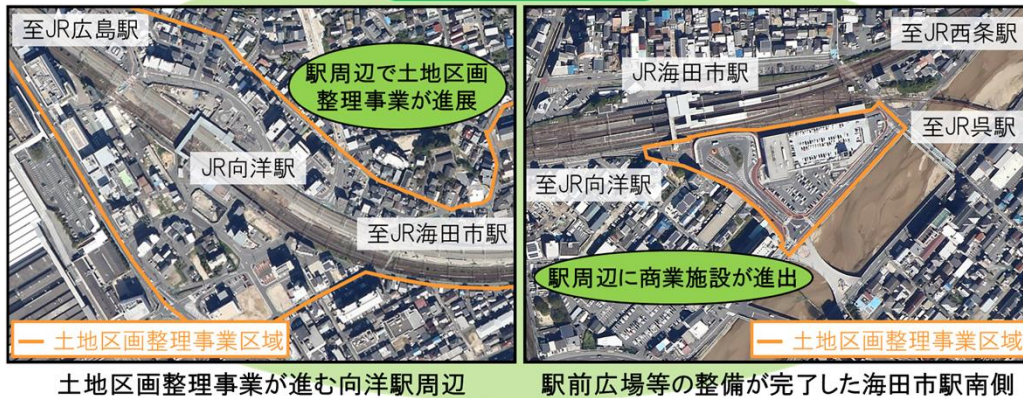 至JR広島駅
駅周辺で土地区画
整理事業が進展
JR向洋駅
至JR海田市駅
土地区画整理事業区域
土地区画整理事業が進む向洋駅周辺
至JR西条駅
JR海田市駅
至JR呉駅
至JR向洋駅
駅周辺に商業施設が進出
土地区画整理事業区域
駅前広場等の整備が完了した海田市駅南側